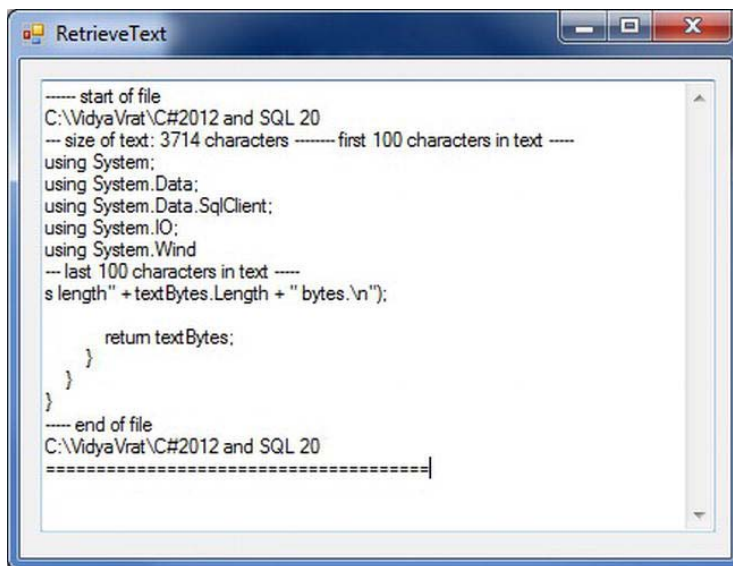 RetrieveText
------ start of file
C:\VidyaVrat\C#2012 and SQL 20
--- size of text: 3714 characters -------- first 100 characters in text -----
using System;
using System.Data;
using System.Data.SqlClient;
using System.IO;
using System.Wind
--- last 100 characters in text -----
s length" + textBytes.Length + " bytes.\n");
return textBytes;
}
}
}
----- end of file
C:\VidyaVrat\C#2012 and SQL 20
======================================